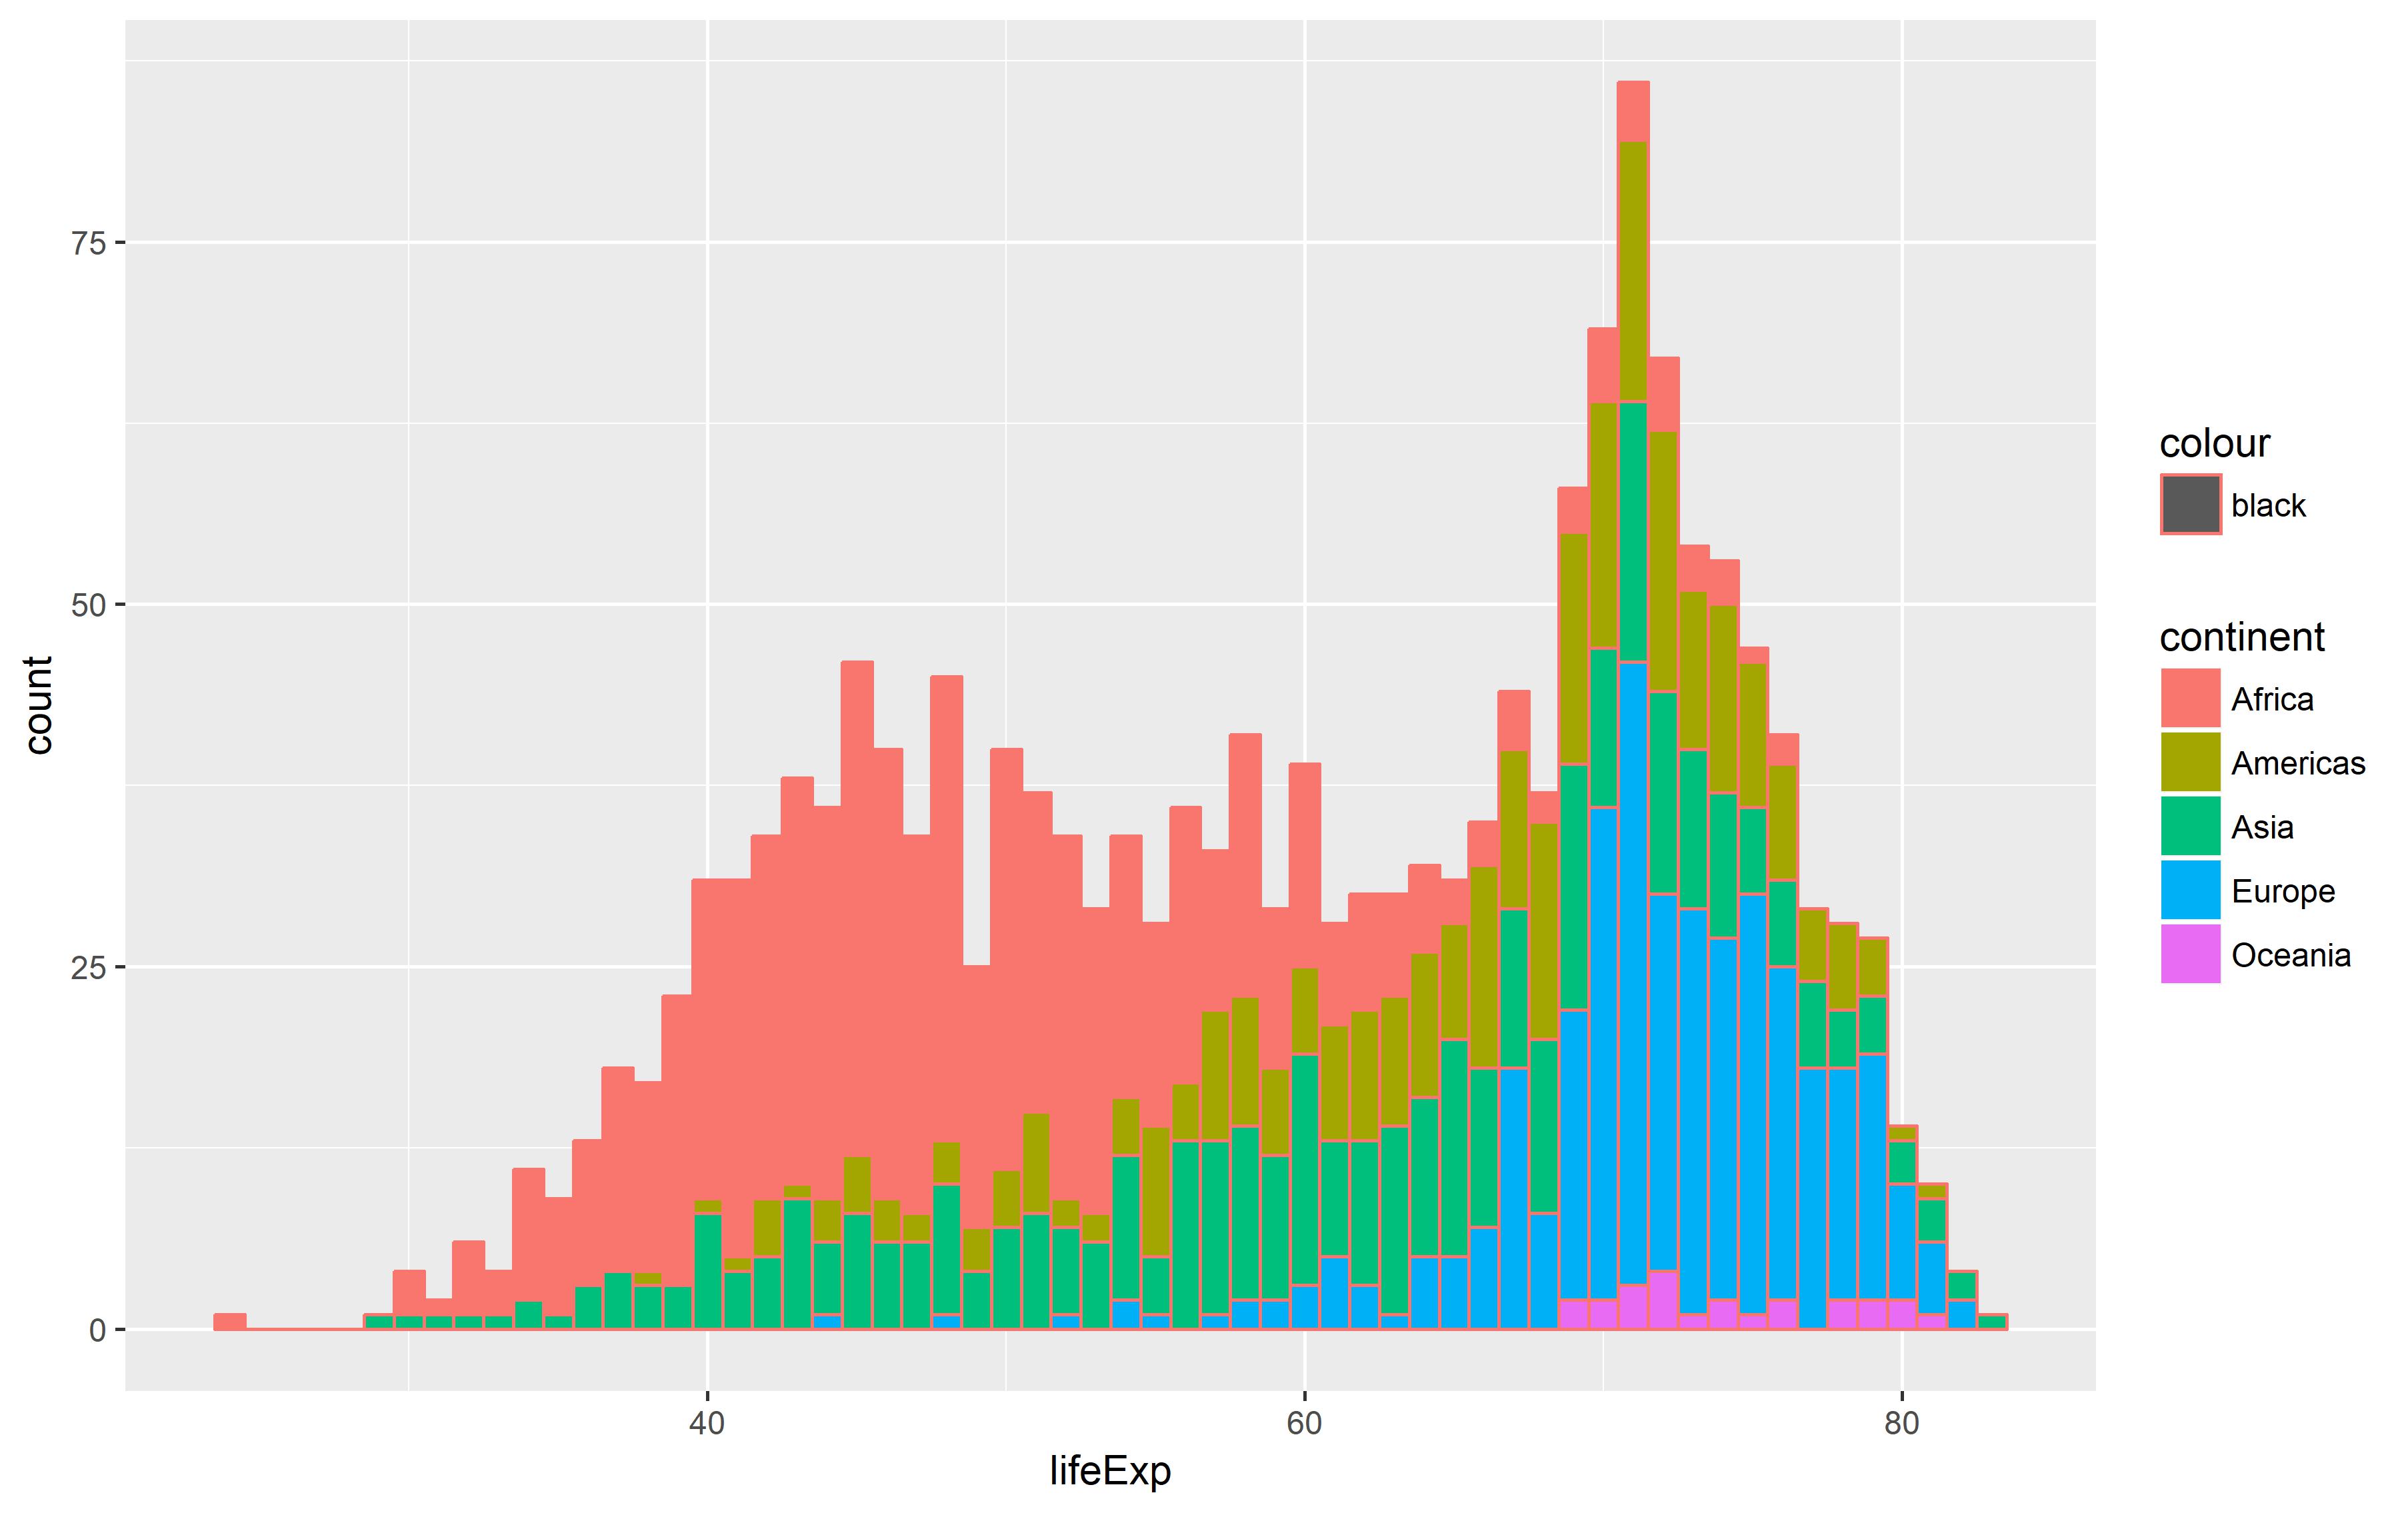 75
50
25
0
count
40 60 80
lifeExp
colour
black
continent
Africa
Americas
Asia
Europe
Oceania